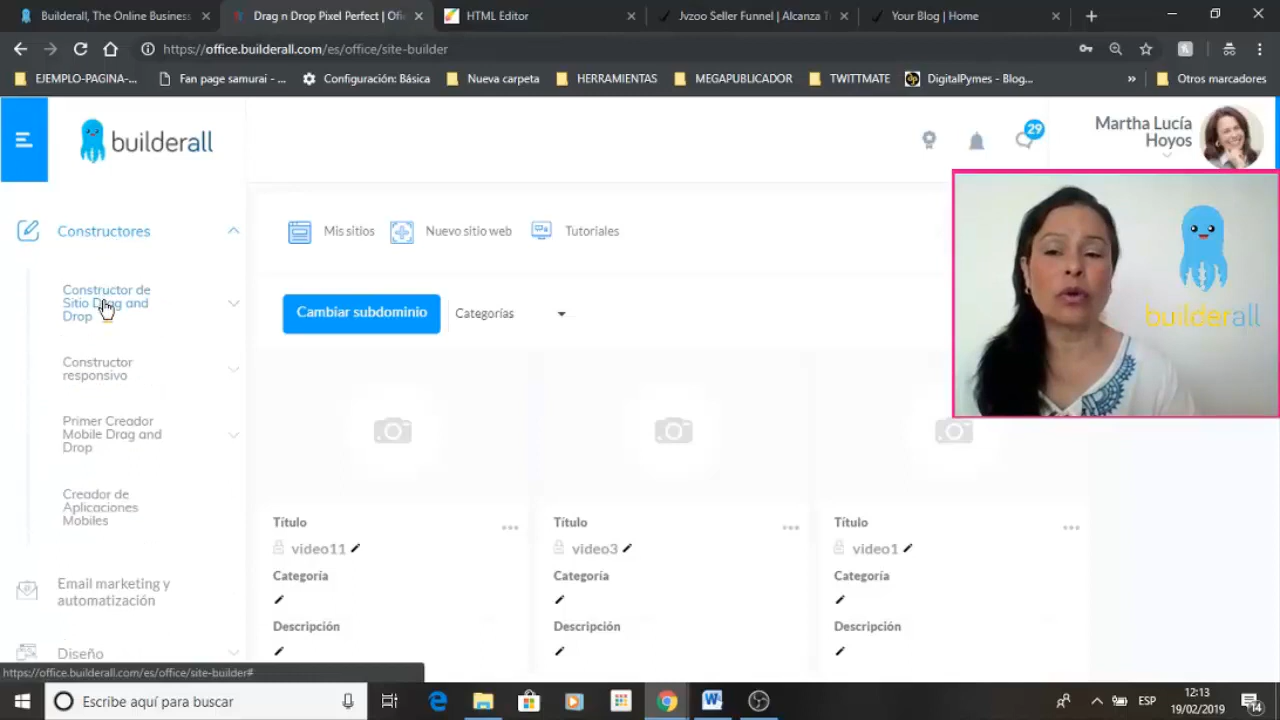 Builderall, The Online Business
Drag n Drop Pixel Perfect | Ofic
HTML Editor
Jvzoo Seller Funnel | Alcanza T
Your Blog | Home
https://office.builderall.com/es/office/site-builder
EJEMPLO-PAGINA-...
Fan page samurai - ...
Configuración: Básica
Nueva carpeta
HERRAMIENTAS
MEGAPUBLICADOR
TWITTMATE
DigitalPymes - Blog...
»
Otros marcadores
builderall
29
Martha Lucía
Hoyos
Constructores
Constructor de
Sitio Drag and
Drop
Constructor
responsivo
Primer Creador
Mobile Drag and
Drop
Creador de
Aplicaciones
Mobiles
Email marketing y
automatización
Diseño
Mis sitios
Nuevo sitio web
Tutoriales
Cambiar subdominio
Categorías
builderall
Título
video11
Categoría
Descripción
Título
video3
Categoría
Descripción
Título
video1
Categoría
Descripción
https://office.builderall.com/es/office/site-builder#
Escribe aquí para buscar
ESP
12:13
19/02/2019
14